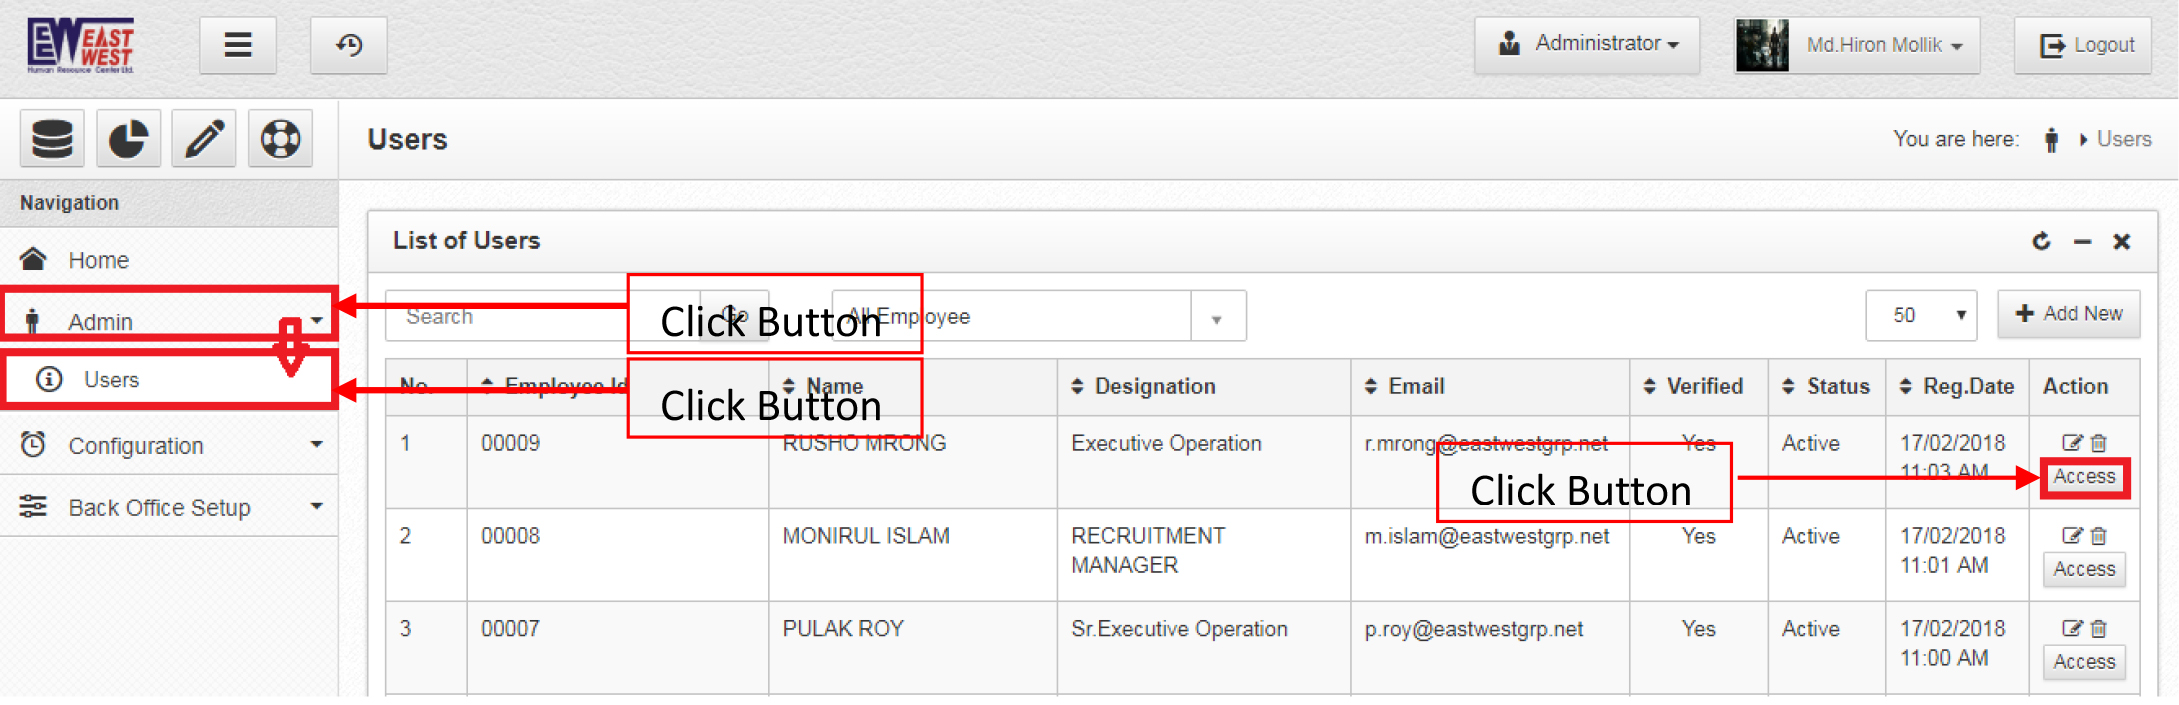 EW EAST
WEST
Human Resource Center Ltd.
Administrator
Md.Hiron Mollik
Logout
Users
You are here: Users
Navigation
Home
Admin
Users
Configuration
Back Office Setup
List of Users
Search Go All Employee 50 Add New
Click Button
Click Button
No. Employee Id Name Designation Email Verified Status Reg.Date Action
1 00009 RUSHO MRONG Executive Operation r.mrong@eastwestgrp.net Yes Active 17/02/2018
11:03 AM Access
Click Button
2 00008 MONIRUL ISLAM RECRUITMENT m.islam@eastwestgrp.net Yes Active 17/02/2018
MANAGER 11:01 AM Access
3 00007 PULAK ROY Sr.Executive Operation p.roy@eastwestgrp.net Yes Active 17/02/2018
11:00 AM Access